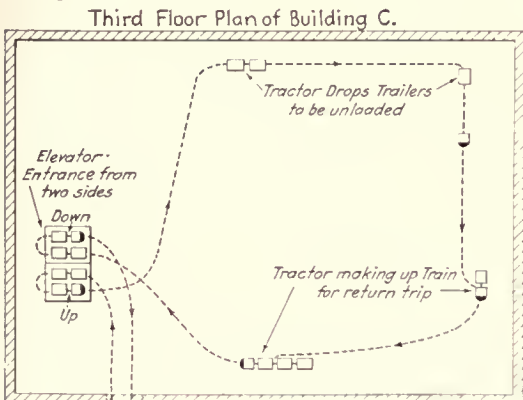 Third Floor Plan of Building C.
Tractor Drops Trailers
to be unloaded
Elevator-
Entrance from
two sides
Down
Up
Tractor making up Train
for return trip